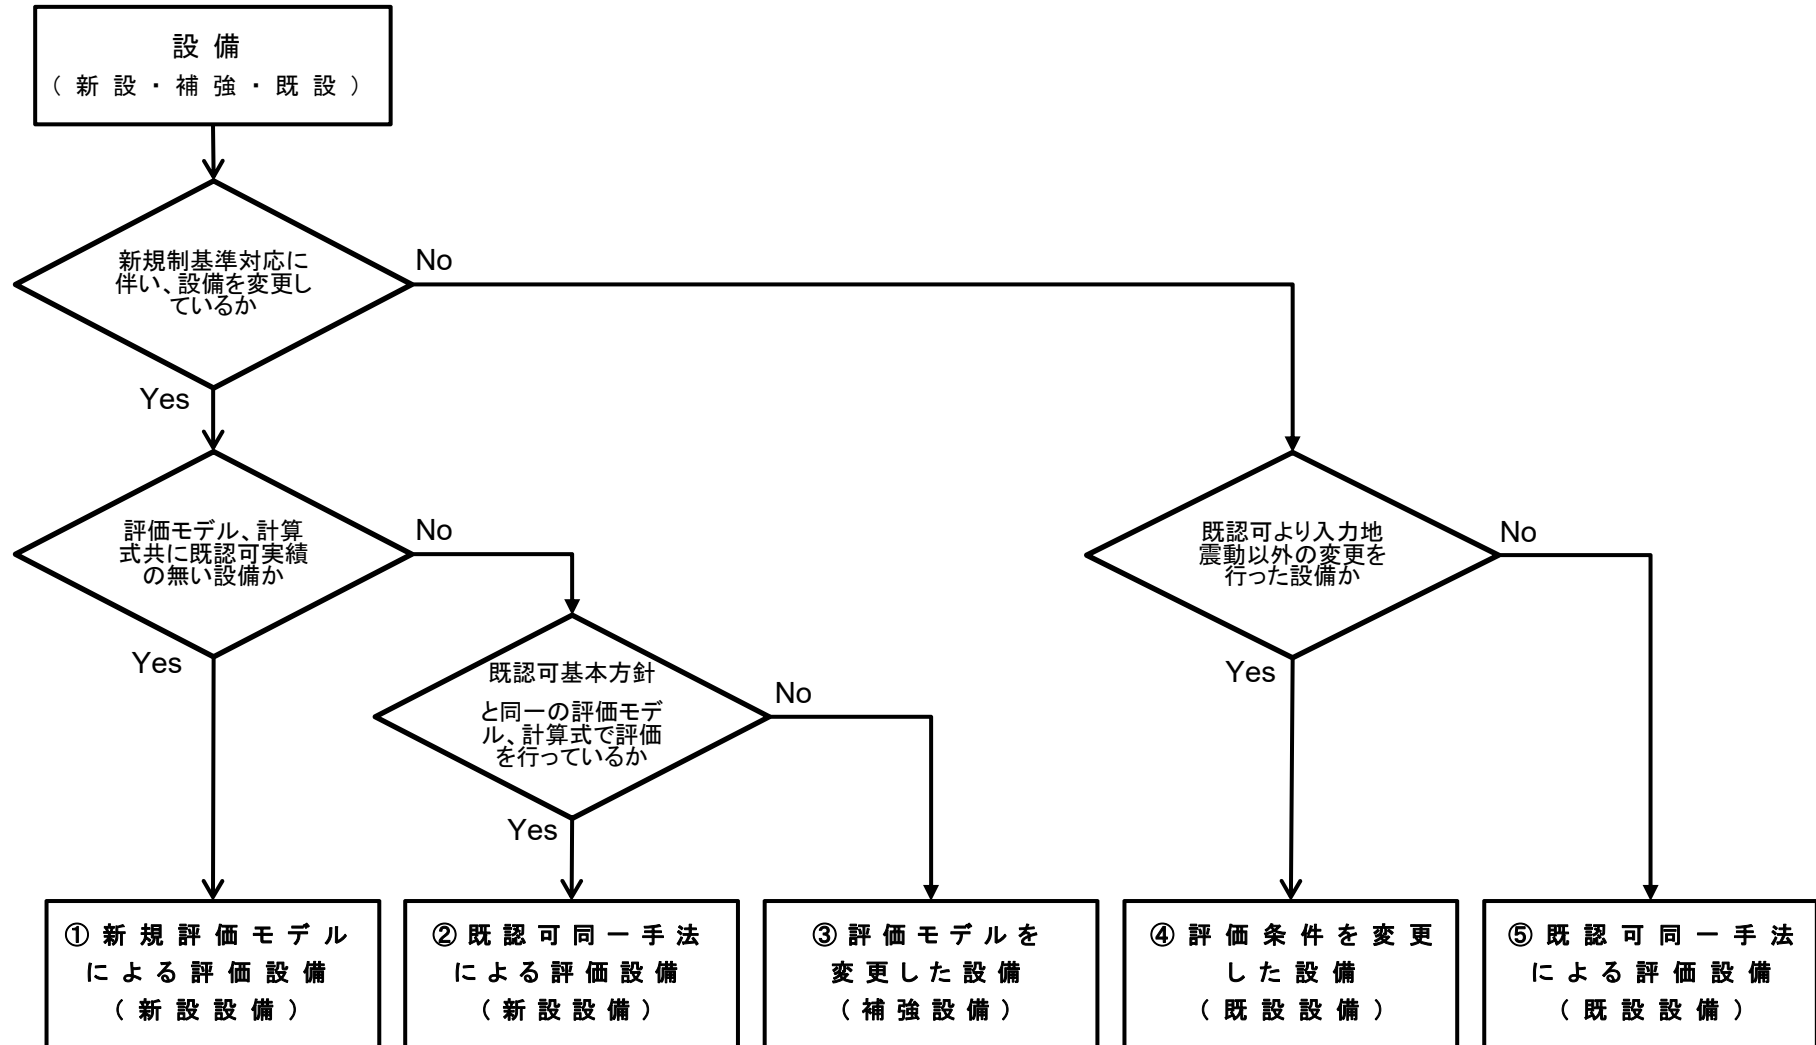 設備
(新設・補強・既設)
新規制基準対応に
伴い、設備を変更し
ているか
No
Yes
評価モデル、計算
式共に既認可実績
の無い設備か
No
Yes
既認可基本方針
と同一の評価モデ
ル、計算式で評価
を行っているか
No
Yes
既認可より入力地
震動以外の変更を
行った設備か
No
Yes
①新規評価モデル
による評価設備
(新設設備)
②既認可同一手法
による評価設備
(新設設備)
③評価モデルを
変更した設備
(補強設備)
④評価条件を変更
した設備
(既設設備)
⑤既認可同一手法
による評価設備
(既設設備)